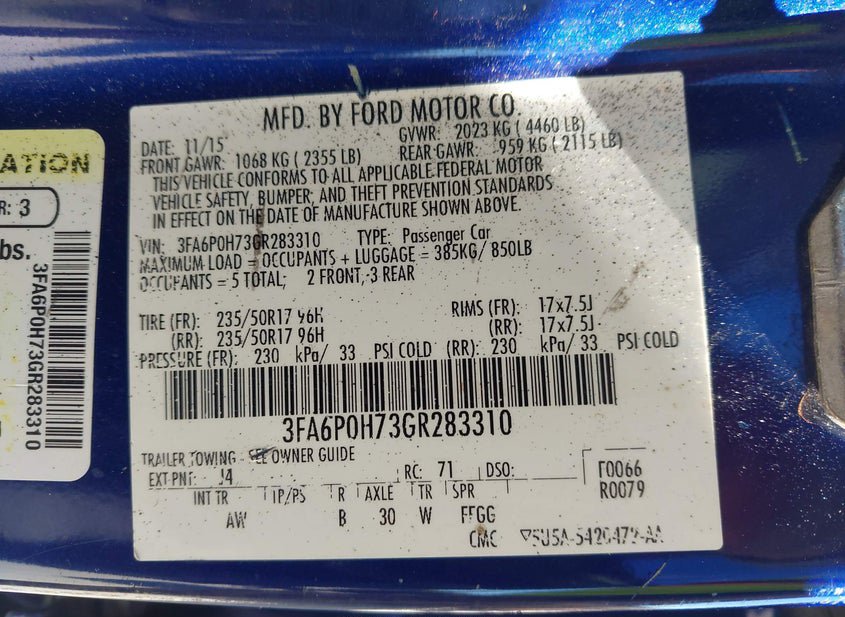 MFD. BY FORD MOTOR CO.
DATE: 11/15 GVWR: 2023 KG ( 4460 LB)
FRONT GAWR: 1068 KG ( 2355 LB) REAR GAWR: 959 KG ( 2115 LB)
THIS VEHICLE CONFORMS TO ALL APPLICABLE FEDERAL MOTOR
VEHICLE SAFETY, BUMPER, AND THEFT PREVENTION STANDARDS
IN EFFECT ON THE DATE OF MANUFACTURE SHOWN ABOVE.
VIN: 3FA6P0H73GR283310 TYPE: Passenger Car
MAXIMUM LOAD = OCCUPANTS + LUGGAGE = 385KG/ 850LB
OCCUPANTS = 5 TOTAL; 2 FRONT, 3 REAR
TIRE (FR): 235/50R17 96H RIMS (FR): 17x7.5J
(RR): 235/50R17 96H (RR): 17x7.5J
PRESSURE (FR): 230 kPa/ 33 PSI COLD (RR): 230 kPa/ 33 PSI COLD
3FA6P0H73GR283310
TRAILER TOWING - SEE OWNER GUIDE
EXT PNT: J4 RC: 71 DSO: F0066
INT TR TP/PS R AXLE TR SPR R0079
AW B 30 W FFGG
CMC
ATION
R: 3
bs.
3FA6P0H73GR283310